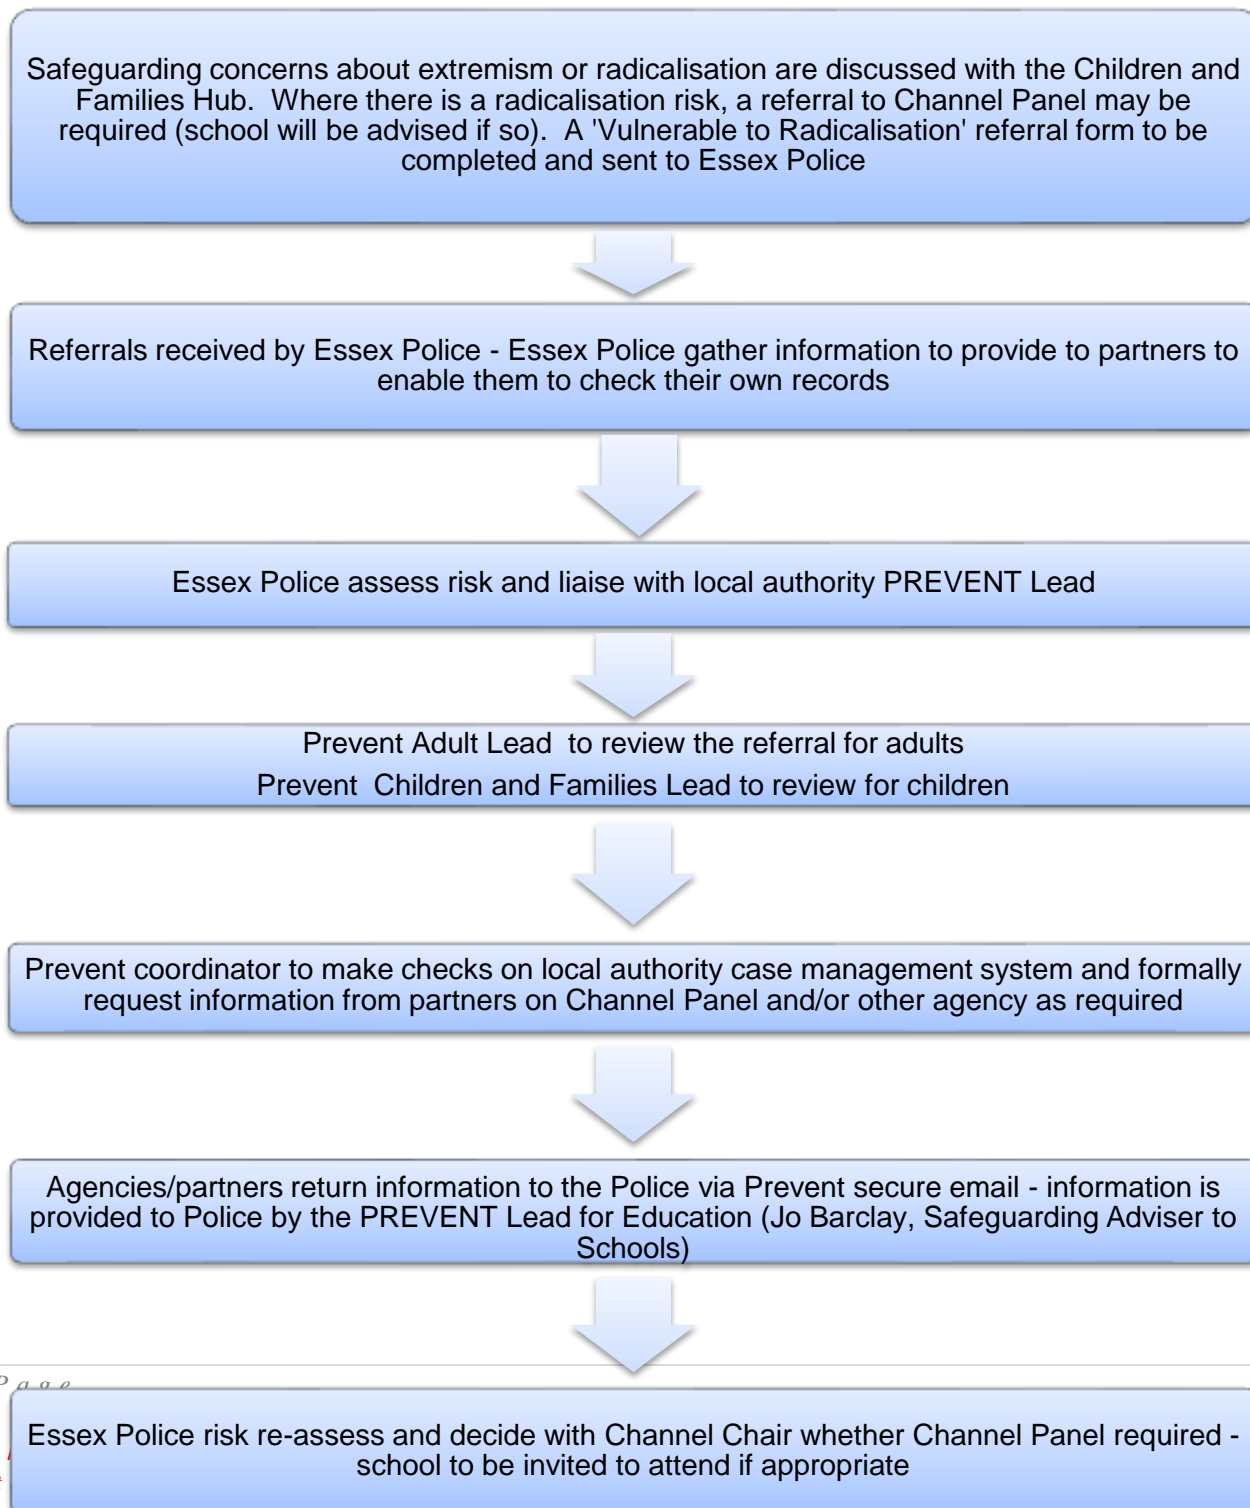 Safeguarding concerns about extremism or radicalisation are discussed with the Children and
Families Hub.  Where there is a radicalisation risk, a referral to Channel Panel may be
required (school will be advised if so).  A 'Vulnerable to Radicalisation' referral form to be
completed and sent to Essex Police
Referrals received by Essex Police - Essex Police gather information to provide to partners to
enable them to check their own records
Essex Police assess risk and liaise with local authority PREVENT Lead
Prevent Adult Lead  to review the referral for adults
Prevent  Children and Families Lead to review for children
Prevent coordinator to make checks on local authority case management system and formally
request information from partners on Channel Panel and/or other agency as required
Agencies/partners return information to the Police via Prevent secure email - information is
provided to Police by the PREVENT Lead for Education (Jo Barclay, Safeguarding Adviser to
Schools)
Page
Essex Police risk re-assess and decide with Channel Chair whether Channel Panel required -
school to be invited to attend if appropriate